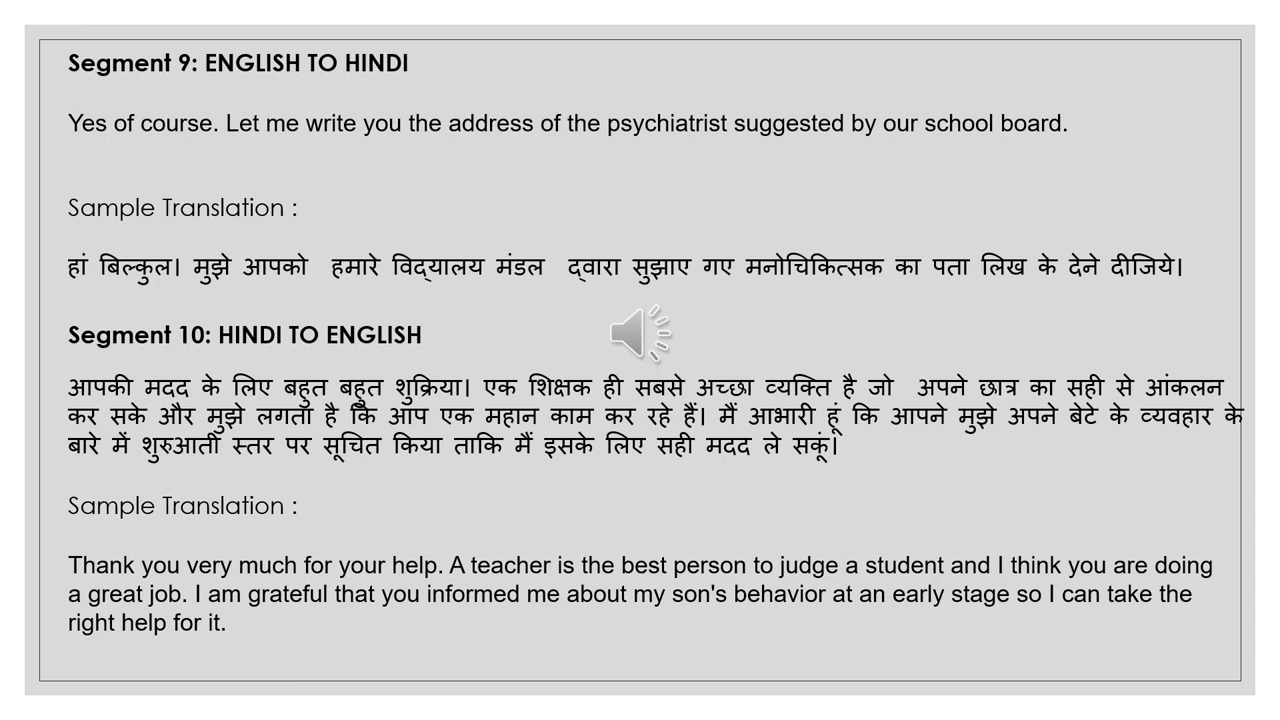 Segment 9: ENGLISH TO HINDI
Yes of course. Let me write you the address of the psychiatrist suggested by our school board.
Sample Translation :
हां बिल्कुल। मुझे आपको हमारे विद्यालय मंडल द्वारा सुझाए गए मनोचिकित्सक का पता लिख के देने दीजिये।
Segment 10: HINDI TO ENGLISH
आपकी मदद के लिए बहुत बहुत शुक्रिया। एक शिक्षक ही सबसे अच्छा व्यक्ति है जो अपने छात्र का सही से आंकलन
कर सके और मुझे लगता है कि आप एक महान काम कर रहे हैं। मैं आभारी हूं कि आपने मुझे अपने बेटे के व्यवहार के
बारे में शुरुआती स्तर पर सूचित किया ताकि मैं इसके लिए सही मदद ले सकूं।
Sample Translation :
Thank you very much for your help. A teacher is the best person to judge a student and I think you are doing
a great job. I am grateful that you informed me about my son's behavior at an early stage so I can take the
right help for it.